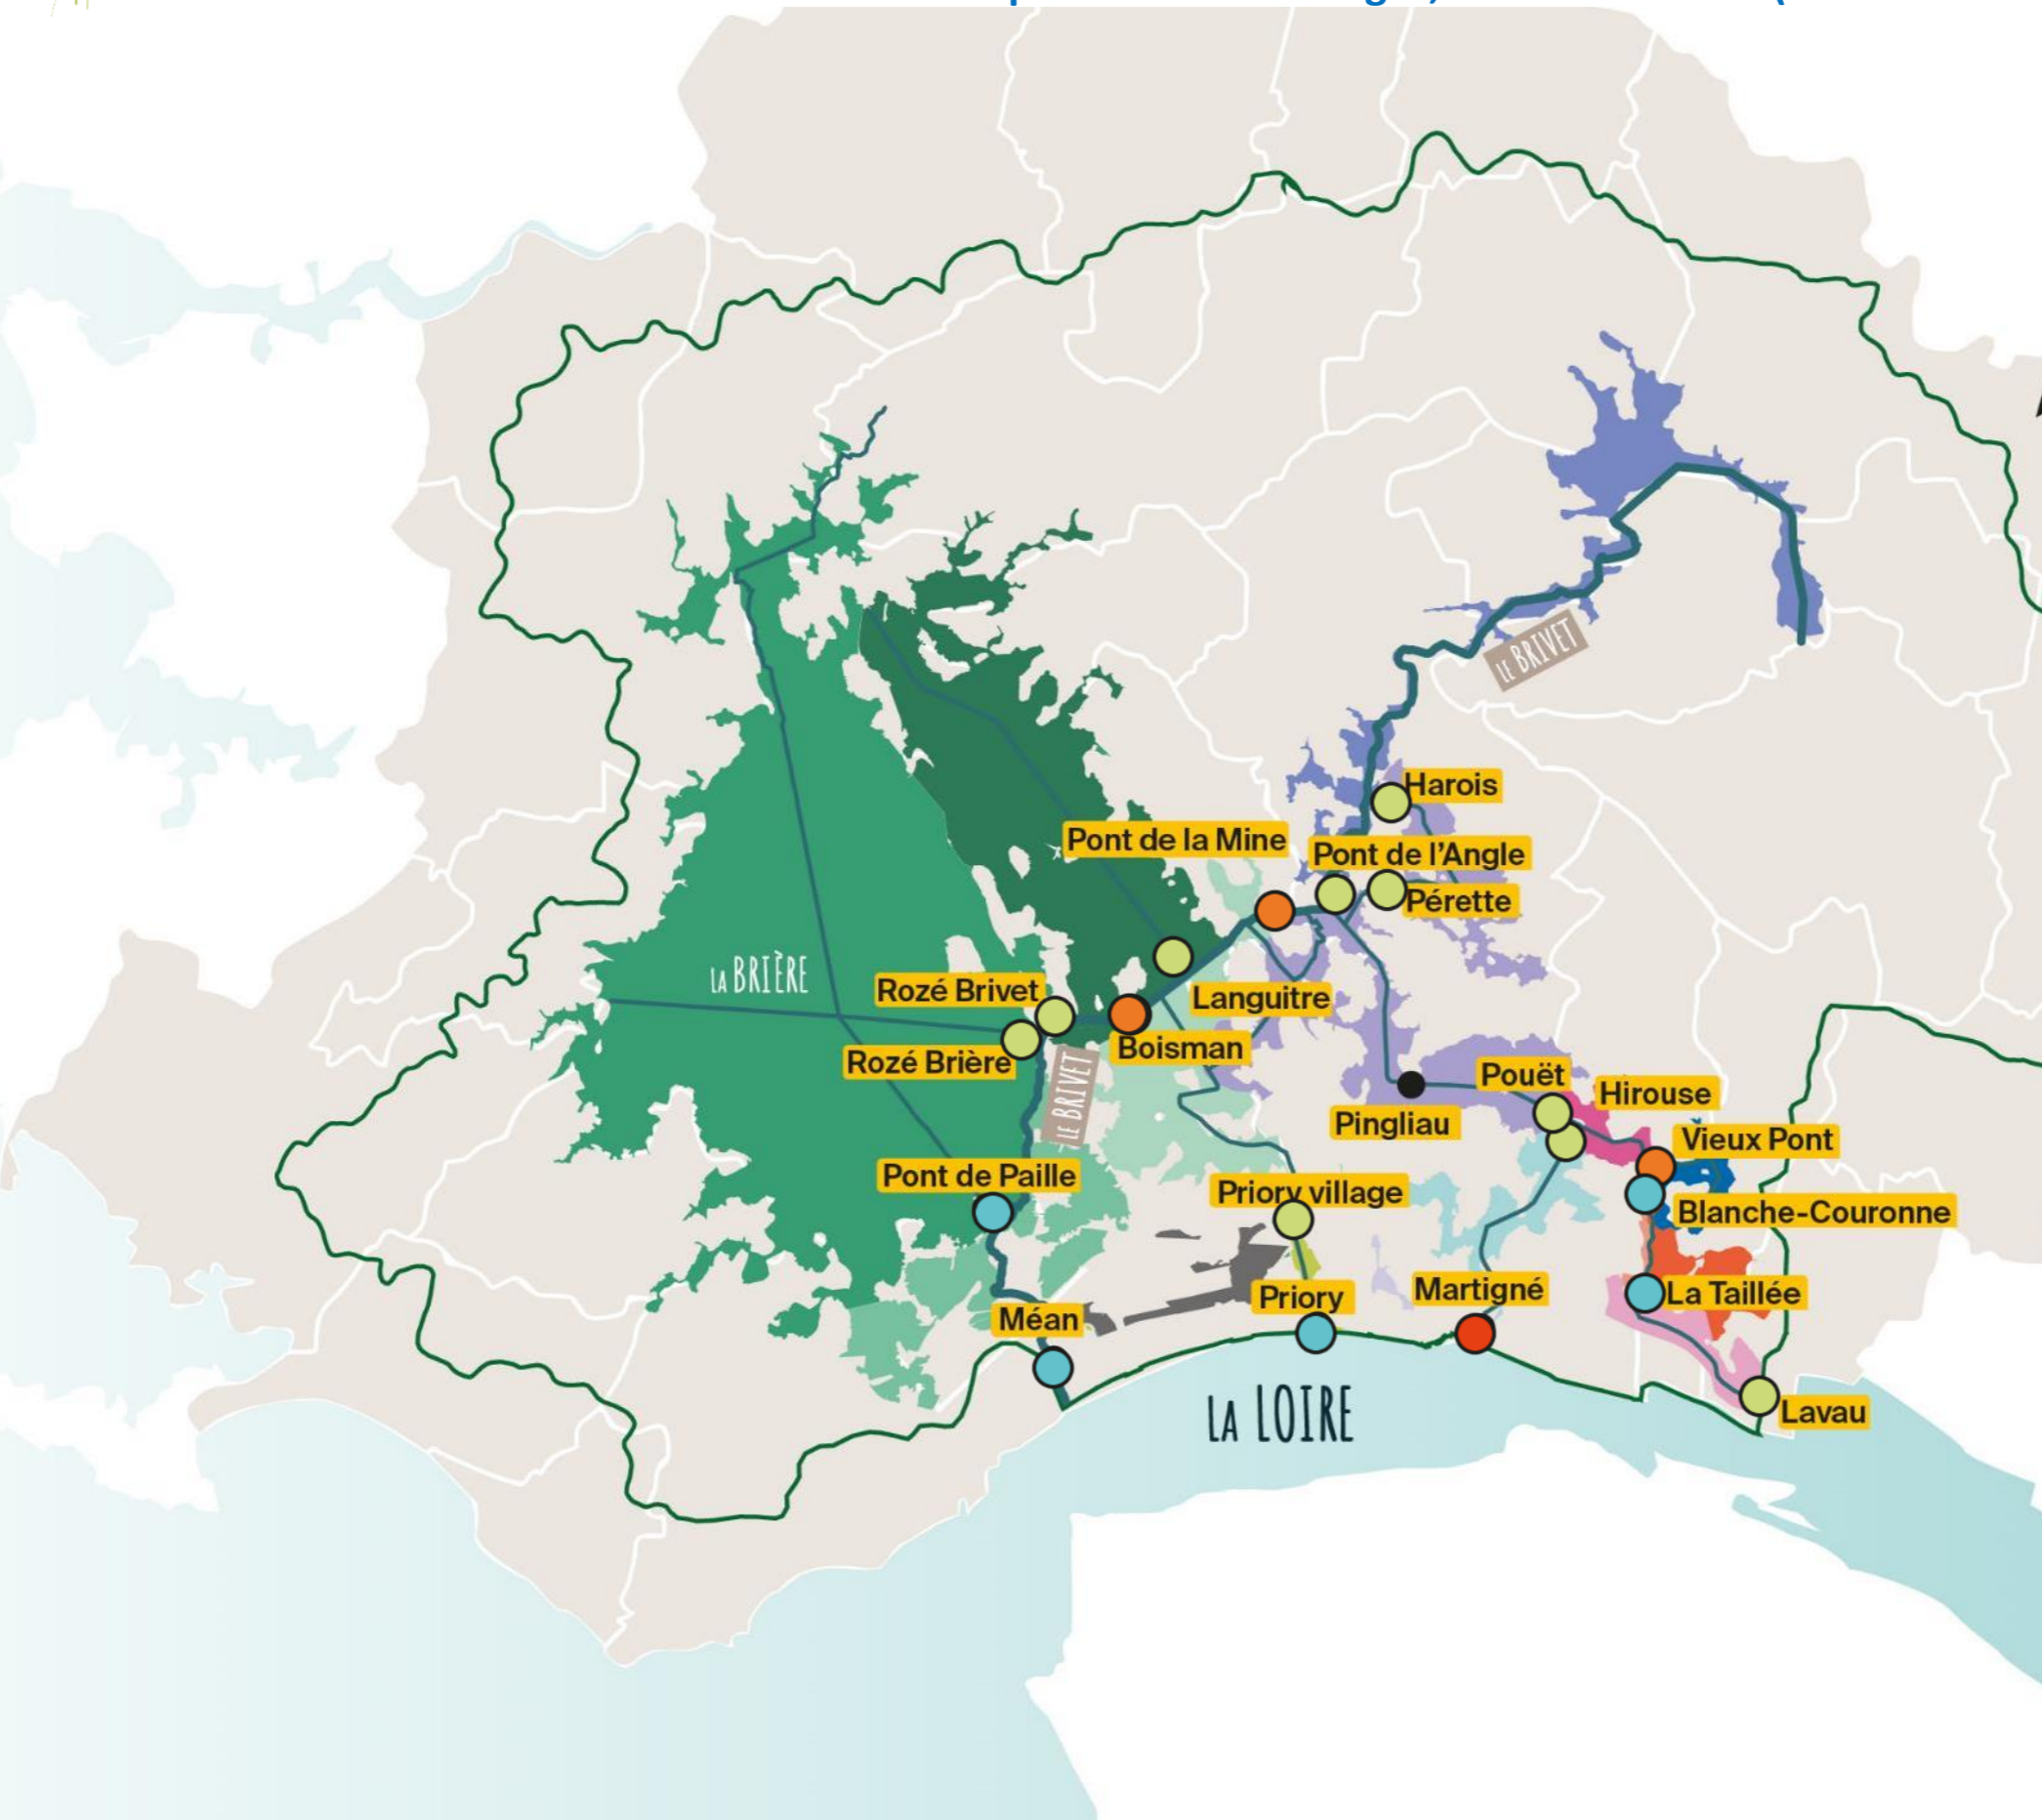 LE BRIVET
Harois
Pont de la Mine
Pont de l'Angle
Pérette
LA BRIÈRE
Rozé Brivet
Languitre
Boisman
Rozé Brière
LE BRIVET
Pouët
Hirouse
Pingliau
Vieux Pont
Pont de Paille
Priory village
Blanche-Couronne
Martigné
La Taillée
Priory
Méan
LA LOIRE
Lavau